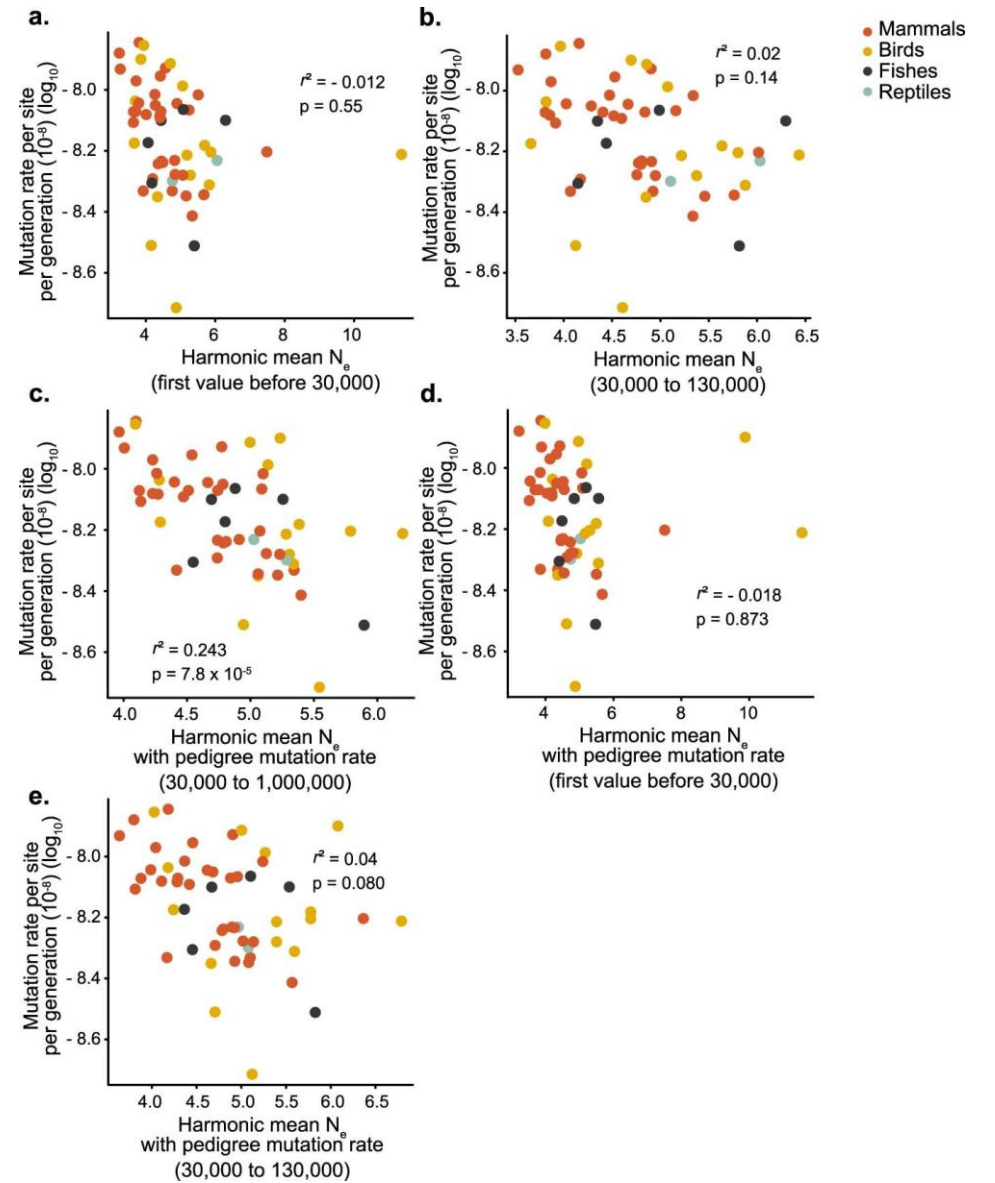 a.
Mutation rate per site
per generation (10⁻⁸) (log₁₀)
- 8.0
- 8.2
- 8.4
- 8.6
r² = - 0.012
p = 0.55
4 6 8 10
Harmonic mean Nₑ
(first value before 30,000)
b.
Mutation rate per site
per generation (10⁻⁸) (log₁₀)
- 8.0
- 8.2
- 8.4
- 8.6
r² = 0.02
p = 0.14
3.5 4.0 4.5 5.0 5.5 6.0 6.5
Harmonic mean Nₑ
(30,000 to 130,000)
Mammals
Birds
Fishes
Reptiles
c.
Mutation rate per site
per generation (10⁻⁸) (log₁₀)
- 8.0
- 8.2
- 8.4
- 8.6
r² = 0.243
p = 7.8 x 10⁻⁵
4.0 4.5 5.0 5.5 6.0
Harmonic mean Nₑ
with pedigree mutation rate
(30,000 to 1,000,000)
d.
Mutation rate per site
per generation (10⁻⁸) (log₁₀)
- 8.0
- 8.2
- 8.4
- 8.6
r² = - 0.018
p = 0.873
4 6 8 10
Harmonic mean Nₑ
with pedigree mutation rate
(first value before 30,000)
e.
Mutation rate per site
per generation (10⁻⁸) (log₁₀)
- 8.0
- 8.2
- 8.4
- 8.6
r² = 0.04
p = 0.080
4.0 4.5 5.0 5.5 6.0 6.5
Harmonic mean Nₑ
with pedigree mutation rate
(30,000 to 130,000)